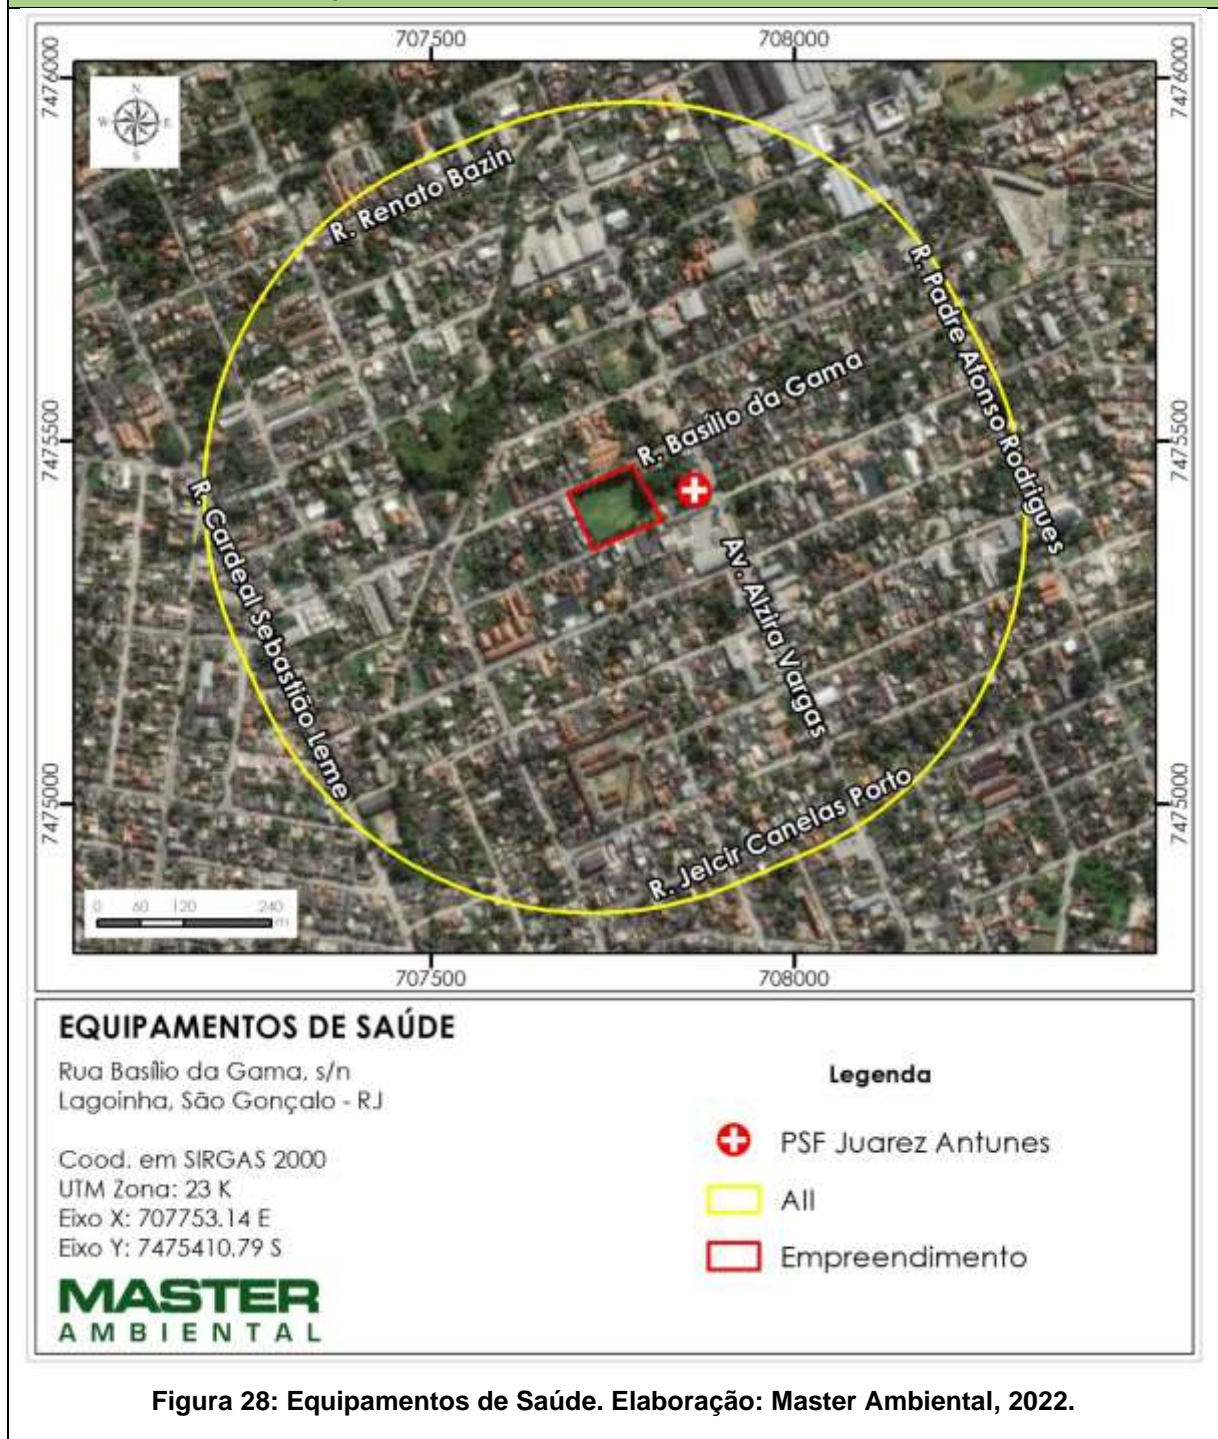 707500
708000
7476000
7476000
N
W
E
S
R. Renato Bazin
R. Padre Afonso Rodrigues
R. Basílio da Gama
7475500
7475500
R. Cardeal Sebastião Leme
Av. Alzira Vargas
7475000
7475000
R. Jelcir Canelas Porto
0 60 120 240
m
707500
708000
EQUIPAMENTOS DE SAÚDE
Rua Basílio da Gama, s/n
Lagoinha, São Gonçalo - RJ
Cood. em SIRGAS 2000
UTM Zona: 23 K
Eixo X: 707753.14 E
Eixo Y: 7475410.79 S
MASTER
AMBIENTAL
Legenda
PSF Juarez Antunes
AII
Empreendimento
Figura 28: Equipamentos de Saúde. Elaboração: Master Ambiental, 2022.